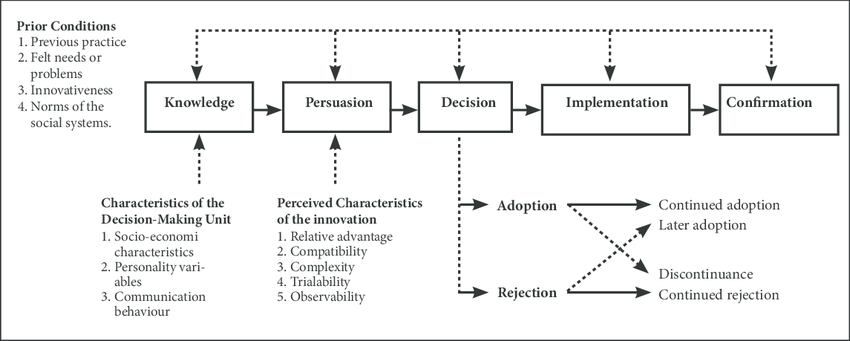 Prior Conditions
1. Previous practice
2. Felt needs or
problems
3. Innovativeness
4. Norms of the
social systems.
Knowledge
Persuasion
Decision
Implementation
Confirmation
Characteristics of the
Decision-Making Unit
1. Socio-economi
characteristics
2. Personality vari-
ables
3. Communication
behaviour
Perceived Characteristics
of the innovation
1. Relative advantage
2. Compatibility
3. Complexity
4. Trialability
5. Observability
Adoption
Rejection
Continued adoption
Later adoption
Discontinuance
Continued rejection